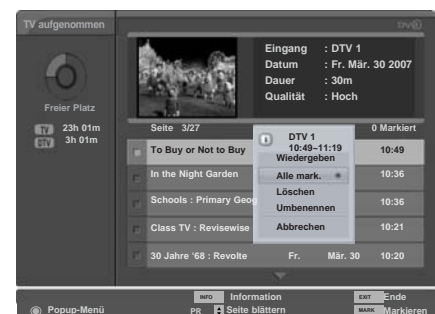 TV aufgenommen
DVR
Eingang : DTV 1
Datum : Fr. Mär. 30 2007
Dauer : 30m
Qualität : Hoch
Freier Platz
TV 23h 01m
DTV 3h 01m
Seite 3/27
0 Markiert
To Buy or Not to Buy 10:49
In the Night Garden 10:36
Schools : Primary Geog 10:36
Class TV : Revisewise 10:21
30 Jahre '68 : Revolte Fr. Mär. 30 10:20
i DTV 1
10:49~11:19
Wiedergeben
Alle mark.
Löschen
Umbenennen
Abbrechen
INFO Information
EXIT Ende
Popup-Menü
PR Seite blättern
MARK Markieren